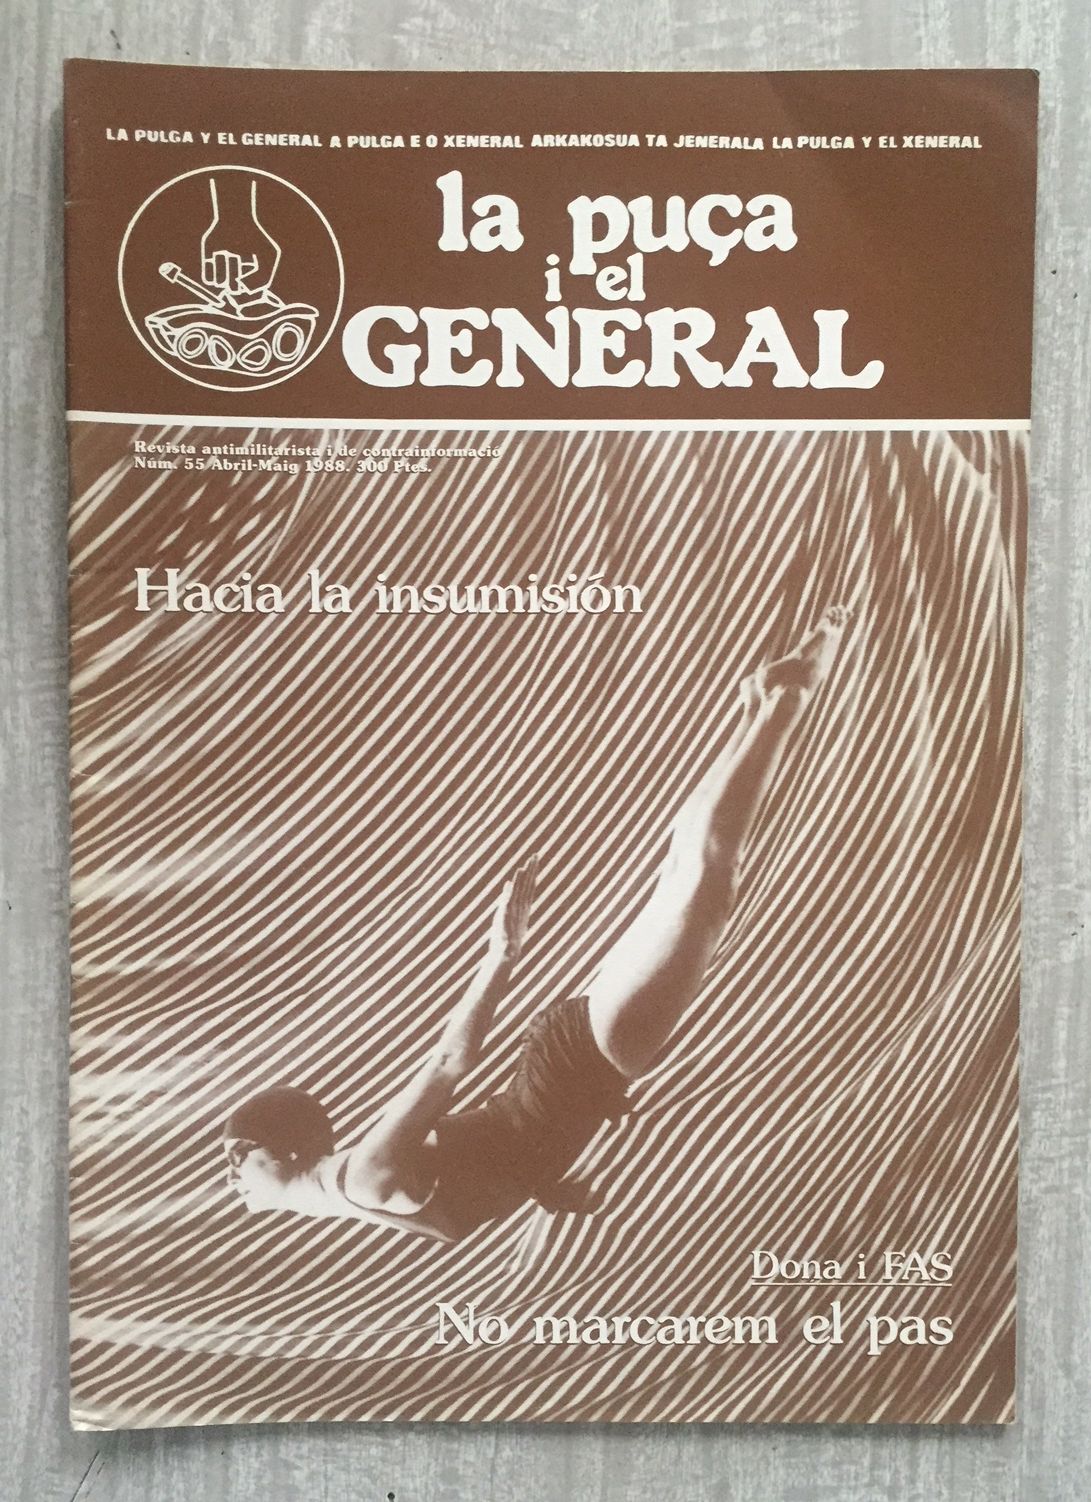 LA PULGA Y EL GENERAL A PULGA E O XENERAL ARKAKOSUA TA JENERALA LA PULGA Y EL XENERAL
la puça
i el
GENERAL
Revista antimilitarista i de contrainformació
Núm. 55 Abril-Maig 1988. 300 Ptes.
Hacia la insumisión
Dona i FAS
No marcarem el pas